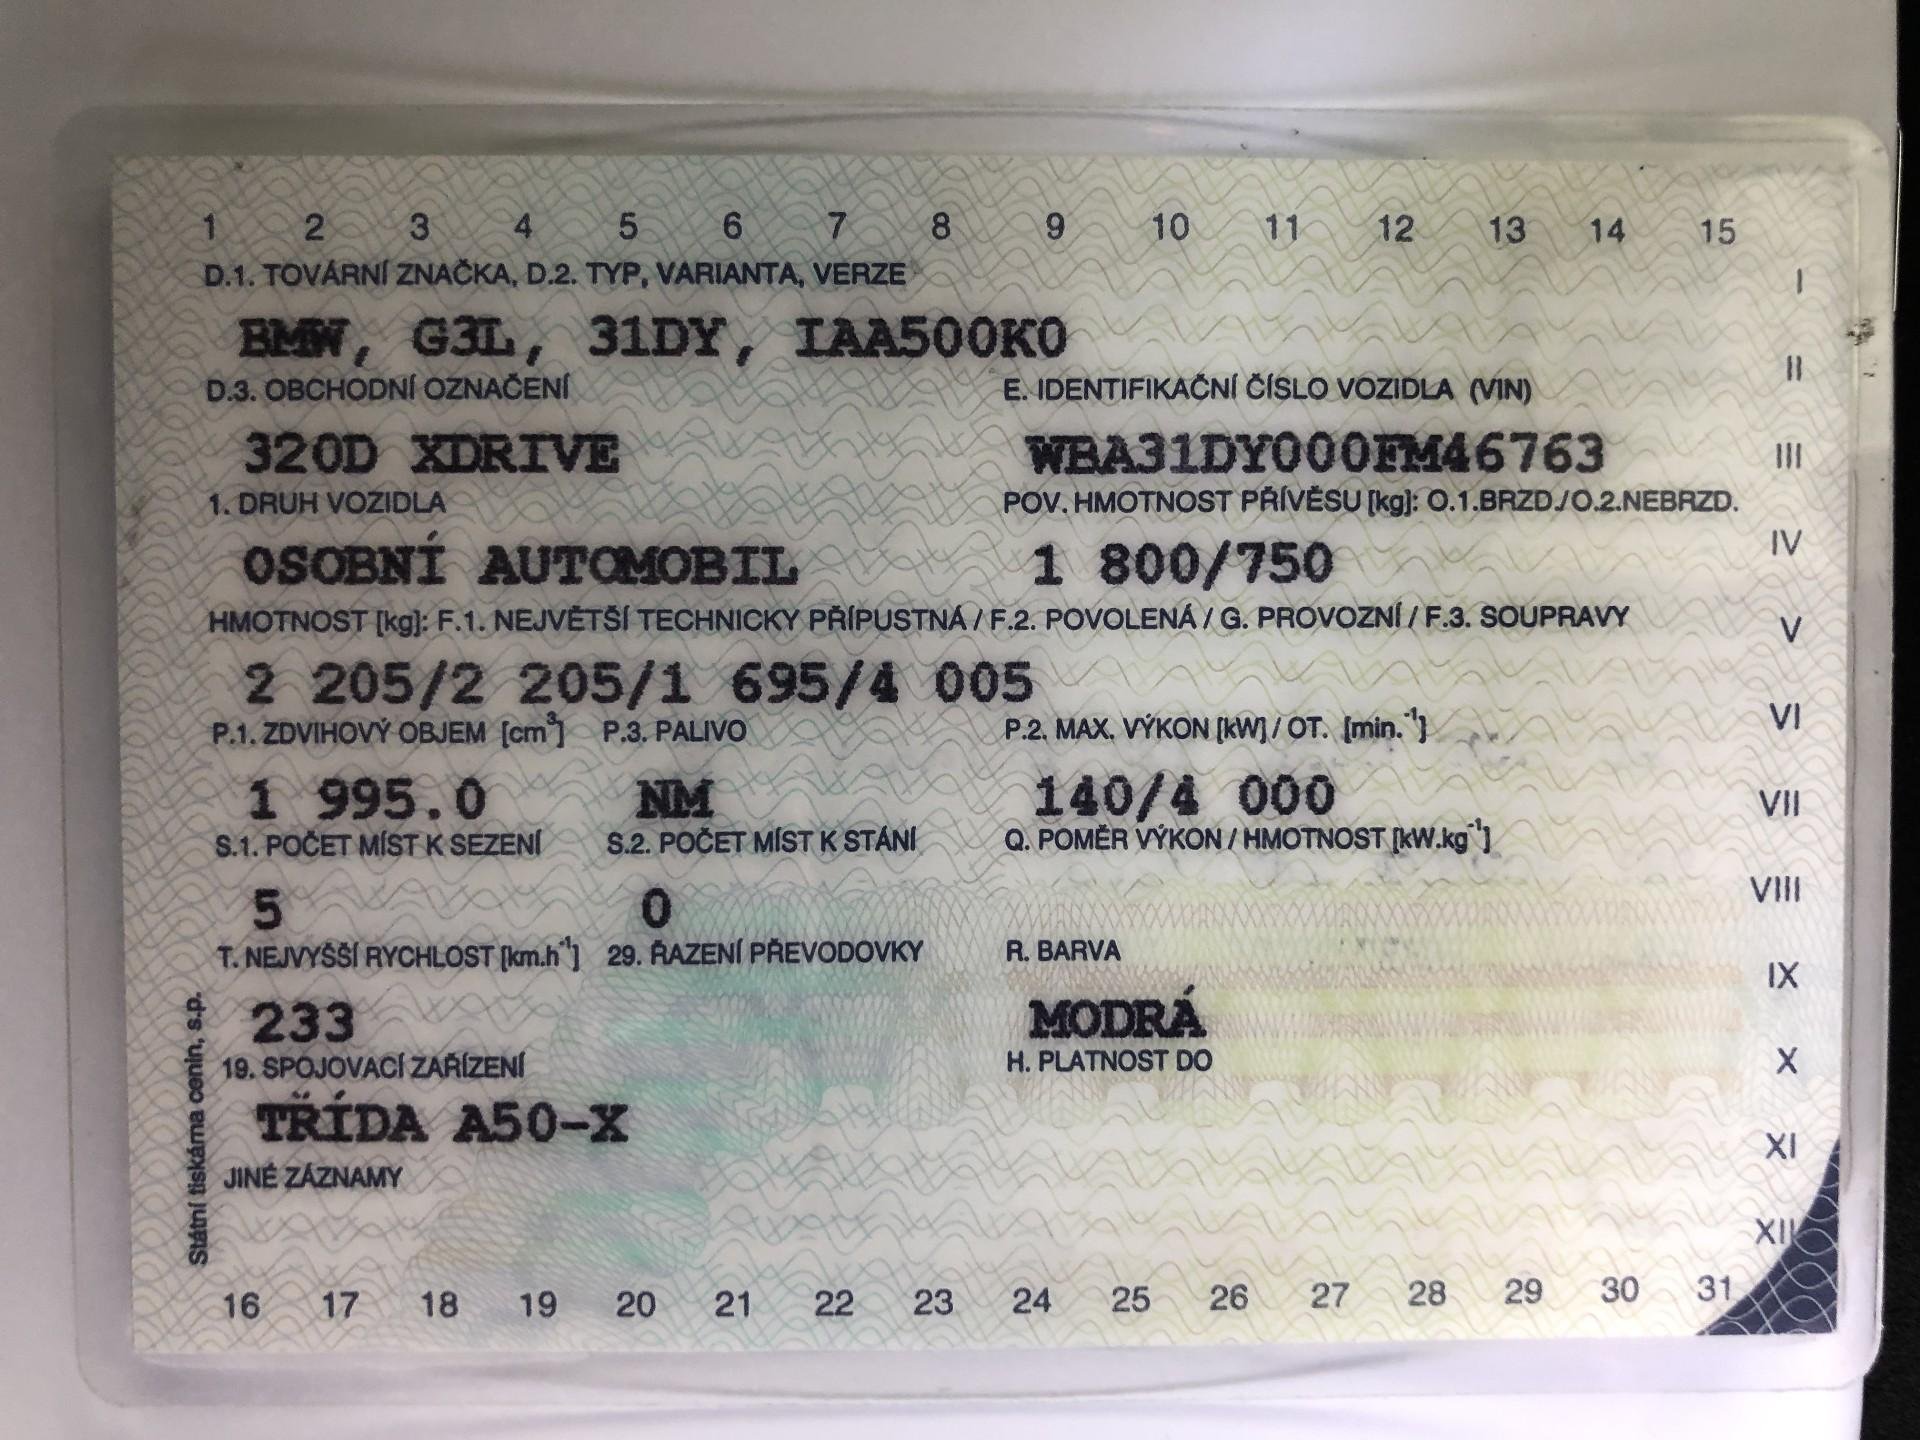 1 2 3 4 5 6 7 8 9 10 11 12 13 14 15
D.1. TOVÁRNÍ ZNAČKA, D.2. TYP, VARIANTA, VERZE I
BMW, G3L, 31DY, IAA500K0
D.3. OBCHODNÍ OZNAČENÍ E. IDENTIFIKAČNÍ ČÍSLO VOZIDLA (VIN) II
320D XDRIVE WBA31DY000FM46763 III
1. DRUH VOZIDLA POV. HMOTNOST PŘÍVĚSU [kg]: O.1.BRZD./O.2.NEBRZD.
OSOBNÍ AUTOMOBIL 1 800/750 IV
HMOTNOST [kg]: F.1. NEJVĚTŠÍ TECHNICKY PŘÍPUSTNÁ / F.2. POVOLENÁ / G. PROVOZNÍ / F.3. SOUPRAVY V
2 205/2 205/1 695/4 005
P.1. ZDVIHOVÝ OBJEM [cm³] P.3. PALIVO P.2. MAX. VÝKON [kW] / OT. [min.⁻¹] VI
1 995.0 NM 140/4 000 VII
S.1. POČET MÍST K SEZENÍ S.2. POČET MÍST K STÁNÍ Q. POMĚR VÝKON / HMOTNOST [kW.kg⁻¹]
5 0 VIII
T. NEJVYŠŠÍ RYCHLOST [km.h⁻¹] 29. ŘAZENÍ PŘEVODOVKY R. BARVA IX
233 MODRÁ
19. SPOJOVACÍ ZAŘÍZENÍ H. PLATNOST DO X
TŘÍDA A50-X XI
JINÉ ZÁZNAMY
XII
16 17 18 19 20 21 22 23 24 25 26 27 28 29 30 31
Státní tiskárna cenin, s.p.